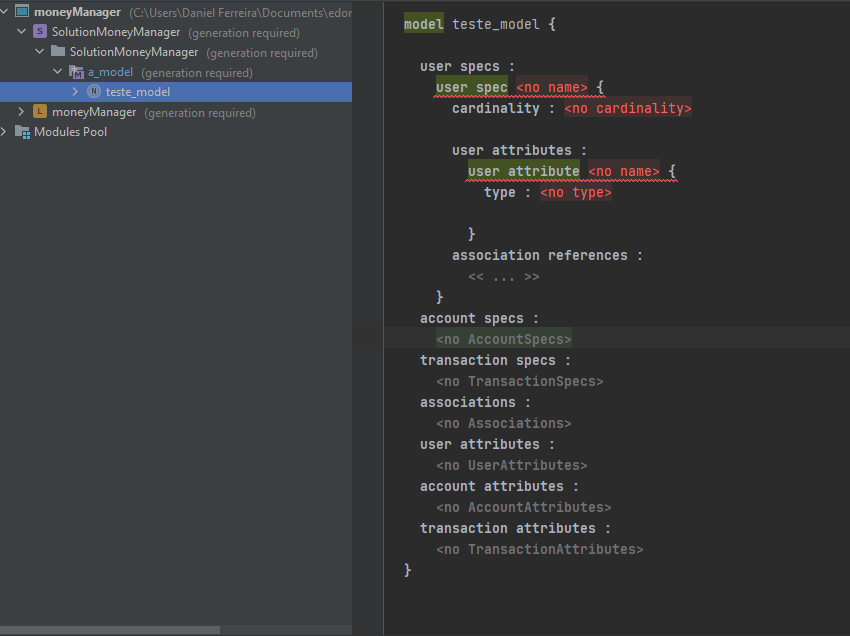 moneyManager (C:\Users\Daniel Ferreira\Documents\edor
S SolutionMoneyManager (generation required)
SolutionMoneyManager (generation required)
M a_model (generation required)
N teste_model
L moneyManager (generation required)
Modules Pool
model teste_model {
user specs :
user spec <no name> {
cardinality : <no cardinality>
user attributes :
user attribute <no name> {
type : <no type>
}
association references :
<< ... >>
}
account specs :
<no AccountSpecs>
transaction specs :
<no TransactionSpecs>
associations :
<no Associations>
user attributes :
<no UserAttributes>
account attributes :
<no AccountAttributes>
transaction attributes :
<no TransactionAttributes>
}